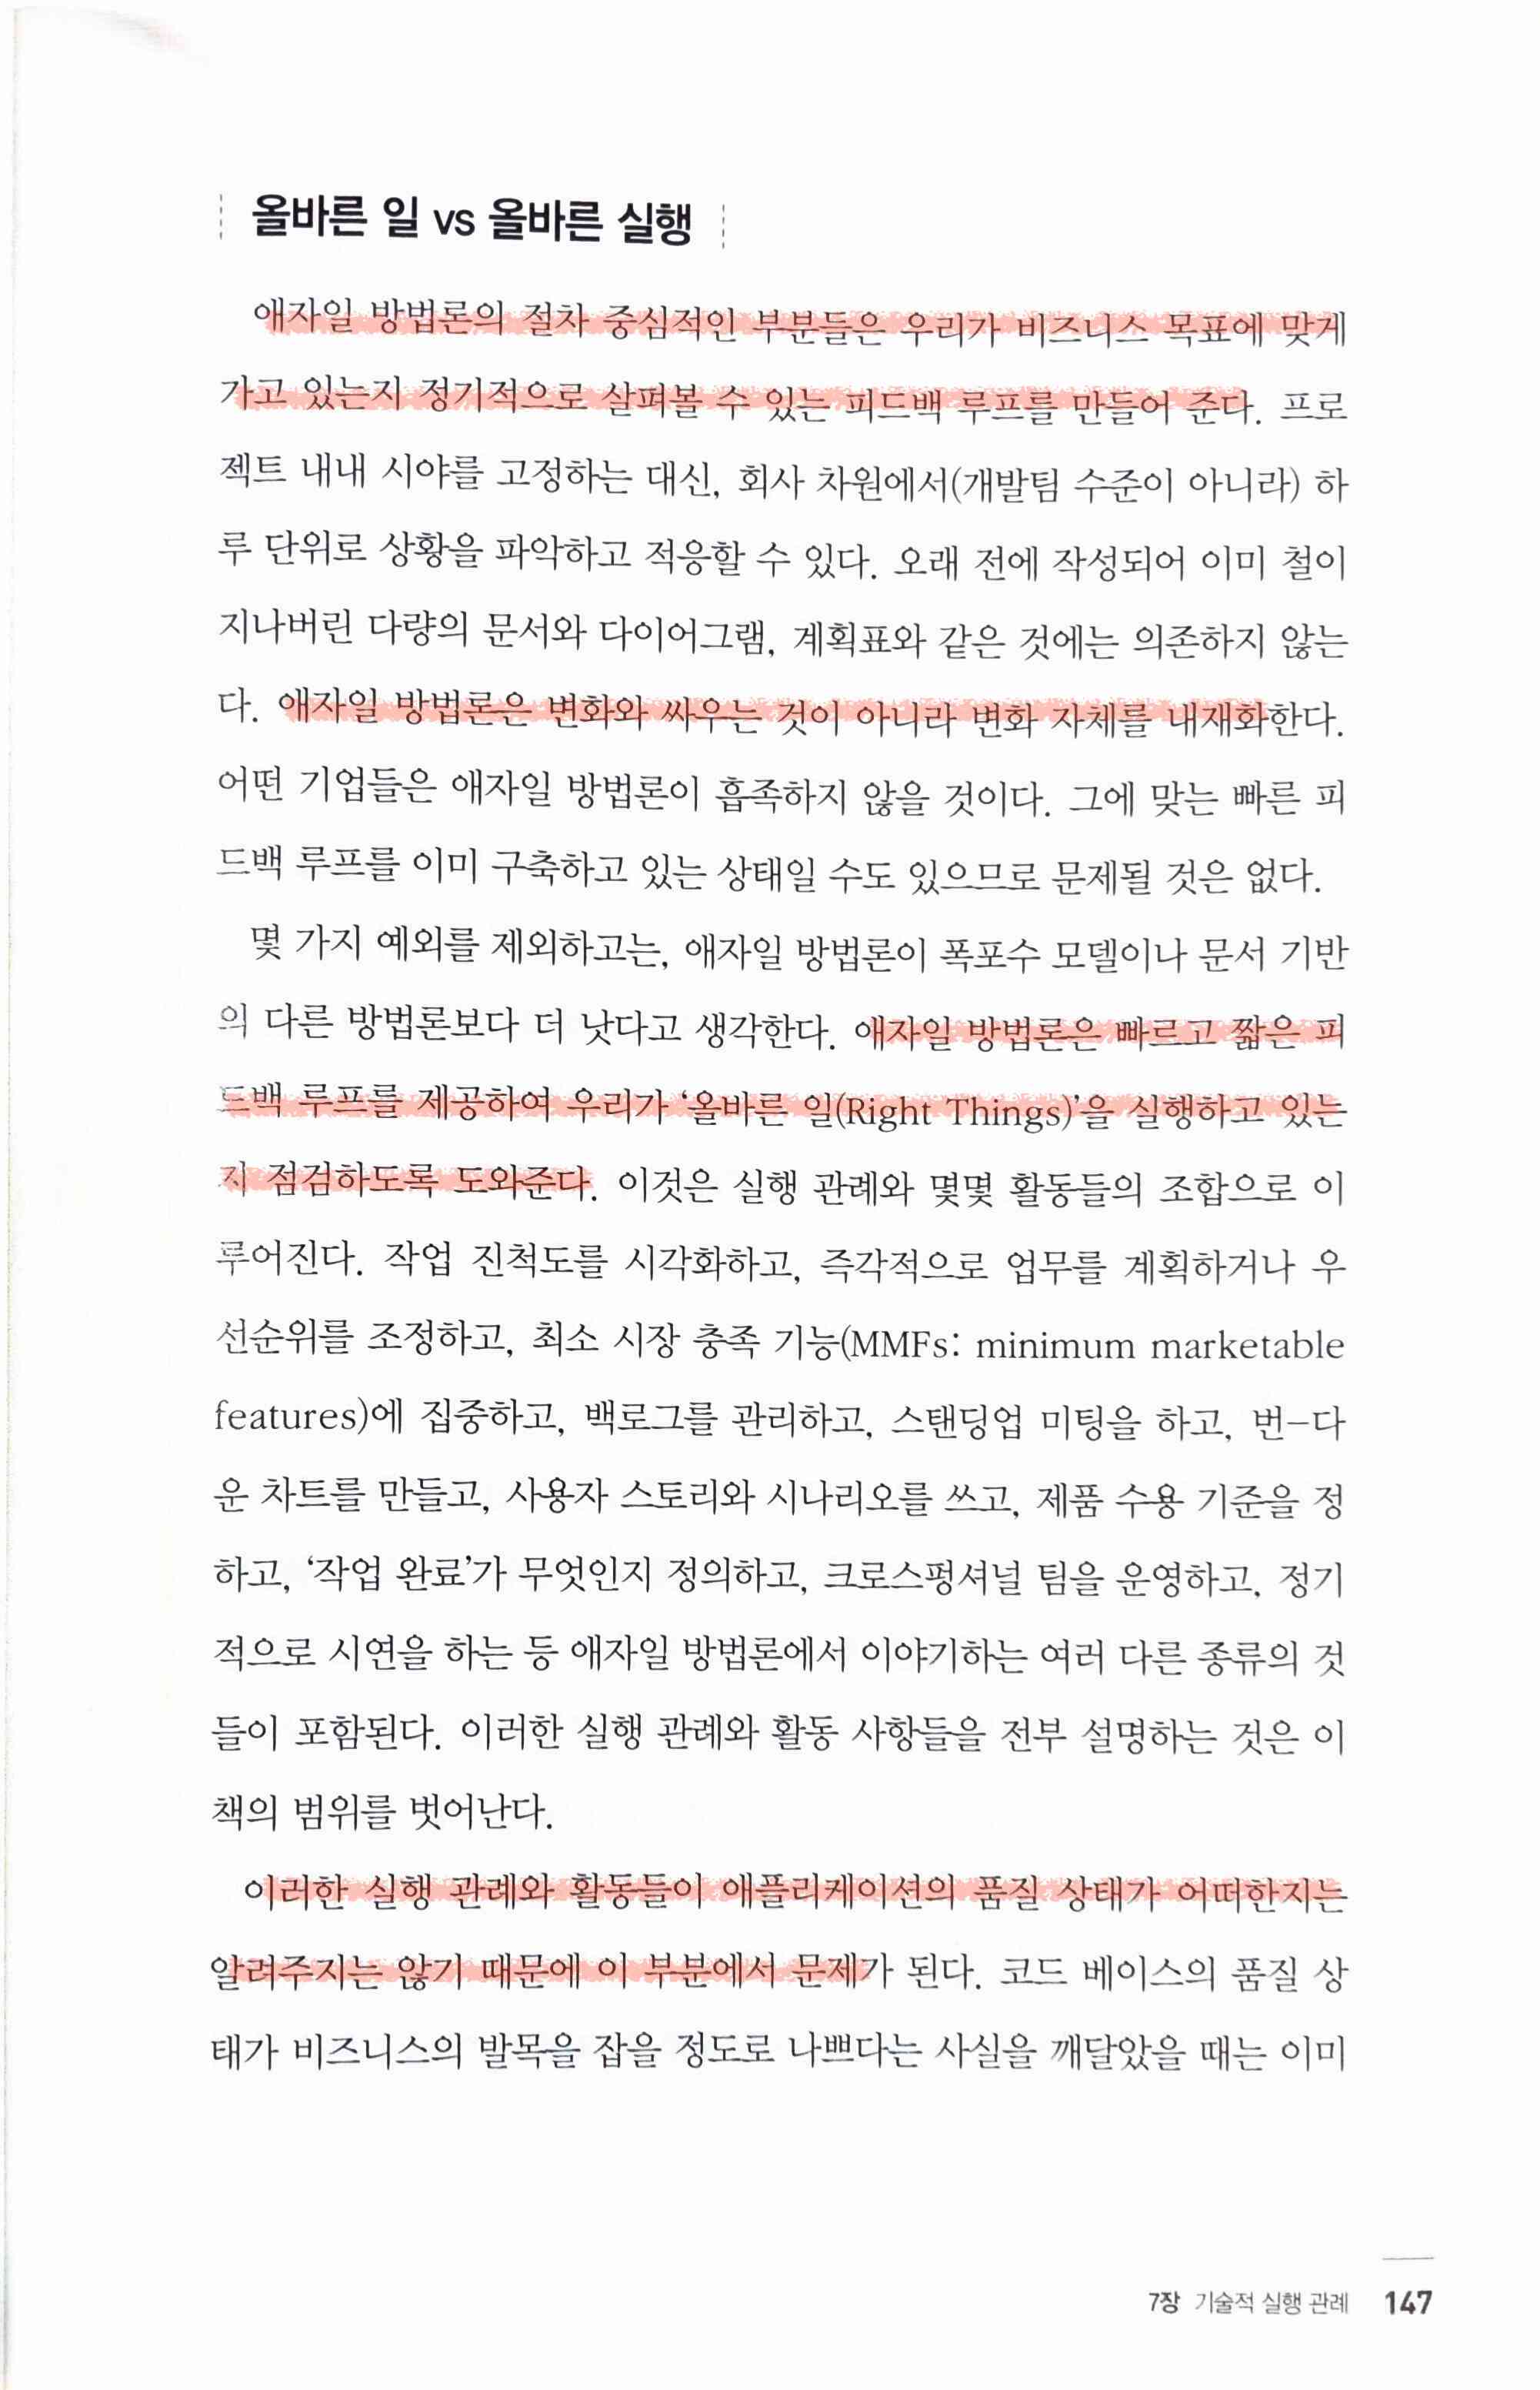 올바른 일 vs 올바른 실행
애자일 방법론의 절차 중심적인 부분들은 우리가 비즈니스 목표에 맞게
가고 있는지 정기적으로 살펴볼 수 있는 피드백 루프를 만들어 준다. 프로
젝트 내내 시야를 고정하는 대신, 회사 차원에서(개발팀 수준이 아니라) 하
루 단위로 상황을 파악하고 적응할 수 있다. 오래 전에 작성되어 이미 철이
지나버린 다량의 문서와 다이어그램, 계획표와 같은 것에는 의존하지 않는
다. 애자일 방법론은 변화와 싸우는 것이 아니라 변화 자체를 내재화한다.
어떤 기업들은 애자일 방법론이 흡족하지 않을 것이다. 그에 맞는 빠른 피
드백 루프를 이미 구축하고 있는 상태일 수도 있으므로 문제될 것은 없다.
몇 가지 예외를 제외하고는, 애자일 방법론이 폭포수 모델이나 문서 기반
의 다른 방법론보다 더 낫다고 생각한다. 애자일 방법론은 빠르고 짧은 피
드백 루프를 제공하여 우리가 ‘올바른 일(Right Things)’을 실행하고 있는
지 점검하도록 도와준다. 이것은 실행 관례와 몇몇 활동들의 조합으로 이
루어진다. 작업 진척도를 시각화하고, 즉각적으로 업무를 계획하거나 우
선순위를 조정하고, 최소 시장 충족 기능(MMFs: minimum marketable
features)에 집중하고, 백로그를 관리하고, 스탠딩업 미팅을 하고, 번-다
운 차트를 만들고, 사용자 스토리와 시나리오를 쓰고, 제품 수용 기준을 정
하고, ‘작업 완료’가 무엇인지 정의하고, 크로스펑셔널 팀을 운영하고, 정기
적으로 시연을 하는 등 애자일 방법론에서 이야기하는 여러 다른 종류의 것
들이 포함된다. 이러한 실행 관례와 활동 사항들을 전부 설명하는 것은 이
책의 범위를 벗어난다.
이러한 실행 관례와 활동들이 애플리케이션의 품질 상태가 어떠한지는
알려주지는 않기 때문에 이 부분에서 문제가 된다. 코드 베이스의 품질 상
태가 비즈니스의 발목을 잡을 정도로 나쁘다는 사실을 깨달았을 때는 이미
7장 기술적 실행 관례 147